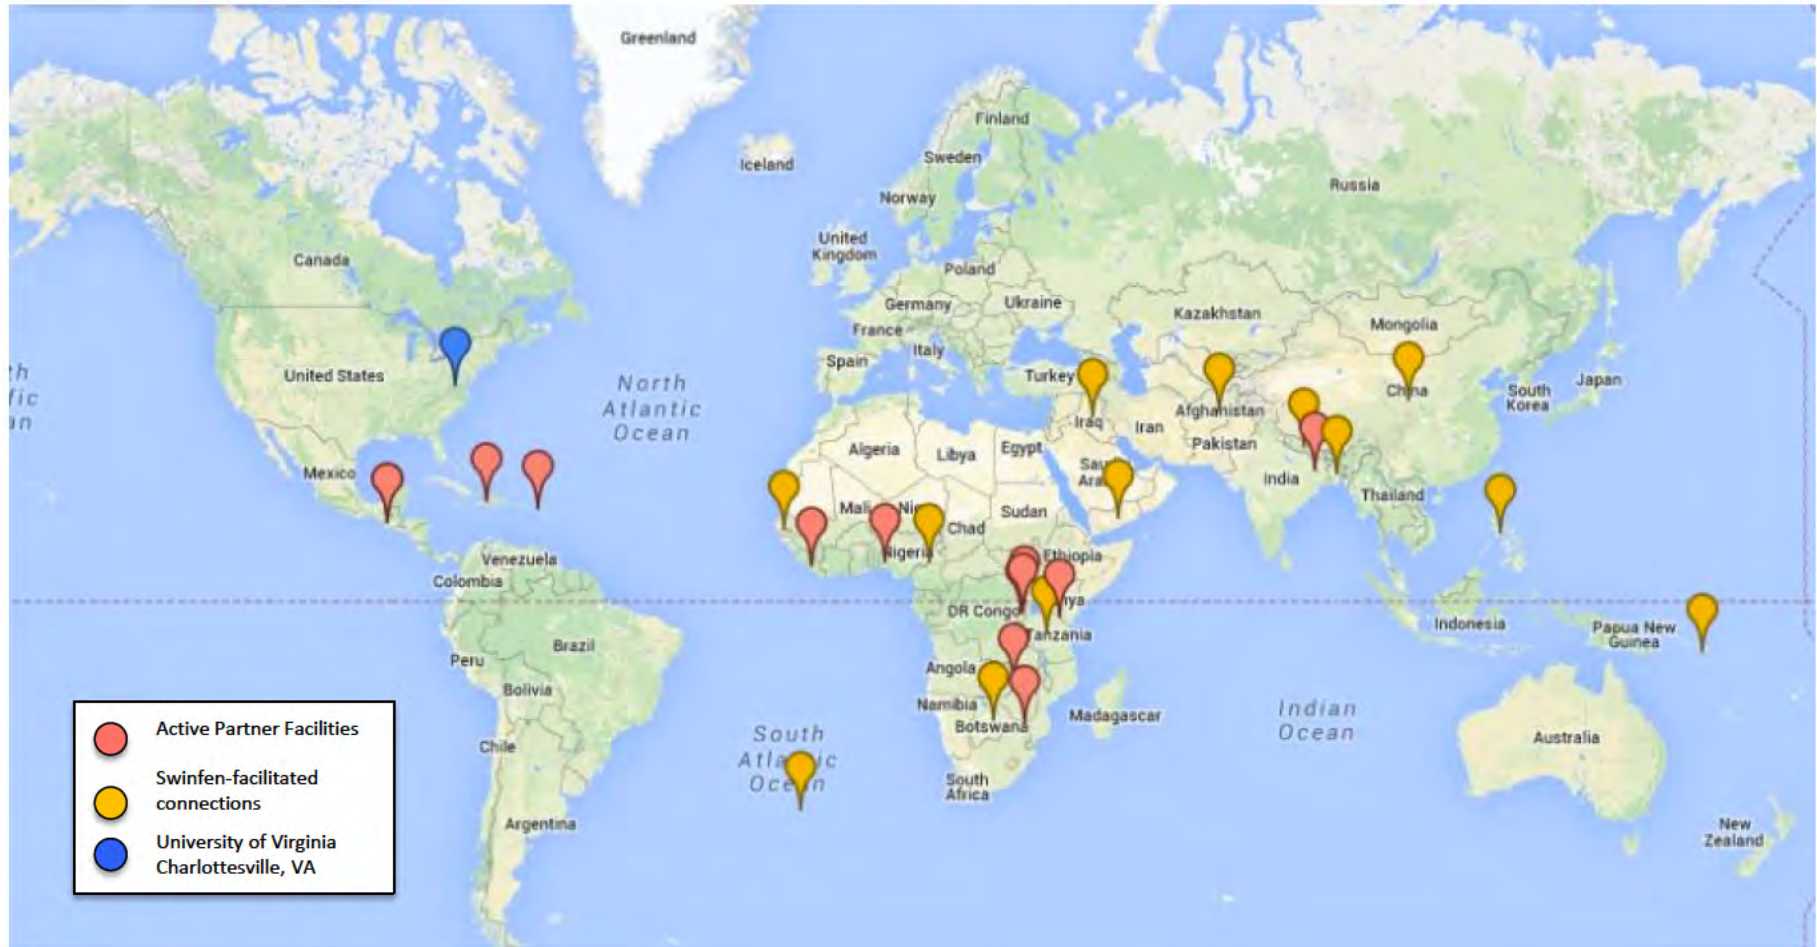 Greenland
Finland
Iceland
Sweden
Russia
Norway
United
Kingdom
Canada
Poland
Germany
Ukraine
Kazakhstan
Mongolia
France
Italy
Spain
United States
Turkey
North
Atlantic
Ocean
China
South
Korea
Japan
Afghanistan
Iraq
Iran
Pakistan
Algeria
Libya
Egypt
Mexico
India
Thailand
Mali
Sudan
Chad
Nigeria
Ethiopia
Venezuela
Colombia
DR Congo
Tanzania
Indonesia
Papua New
Guinea
Brazil
Peru
Angola
Bolivia
Namibia
Botswana
Madagascar
Indian
Ocean
South
Atlantic
Ocean
Australia
Chile
South
Africa
Argentina
New
Zealand
Active Partner Facilities
Swinfen-facilitated
connections
University of Virginia
Charlottesville, VA